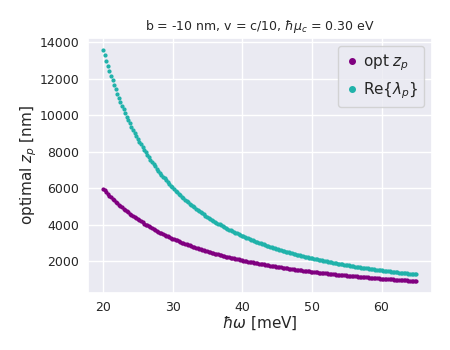 b = -10 nm, v = c/10, ℏμ_c = 0.30 eV
14000
12000
10000
8000
6000
4000
2000
optimal z_p [nm]
opt z_p
Re{λ_p}
20 30 40 50 60
ℏω [meV]